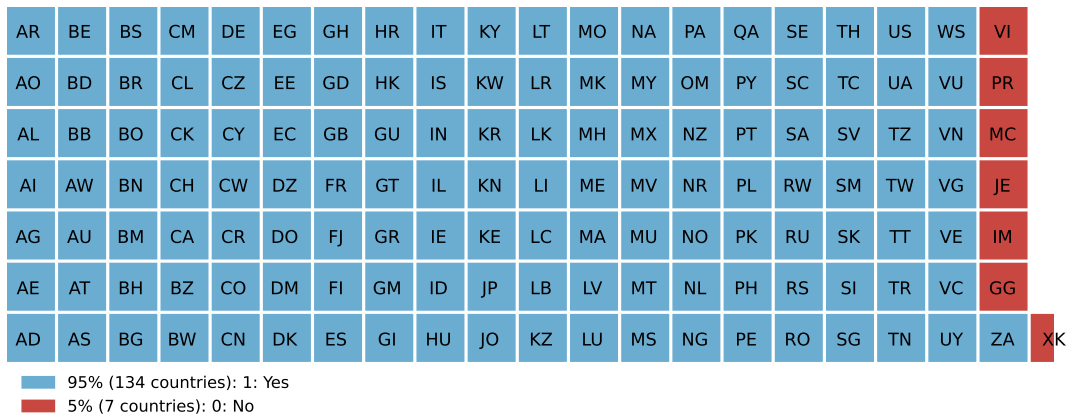 AR BE BS CM DE EG GH HR IT KY LT MO NA PA QA SE TH US WS VI
AO BD BR CL CZ EE GD HK IS KW LR MK MY OM PY SC TC UA VU PR
AL BB BO CK CY EC GB GU IN KR LK MH MX NZ PT SA SV TZ VN MC
AI AW BN CH CW DZ FR GT IL KN LI ME MV NR PL RW SM TW VG JE
AG AU BM CA CR DO FJ GR IE KE LC MA MU NO PK RU SK TT VE IM
AE AT BH BZ CO DM FI GM ID JP LB LV MT NL PH RS SI TR VC GG
AD AS BG BW CN DK ES GI HU JO KZ LU MS NG PE RO SG TN UY ZA XK
95% (134 countries): 1: Yes
5% (7 countries): 0: No